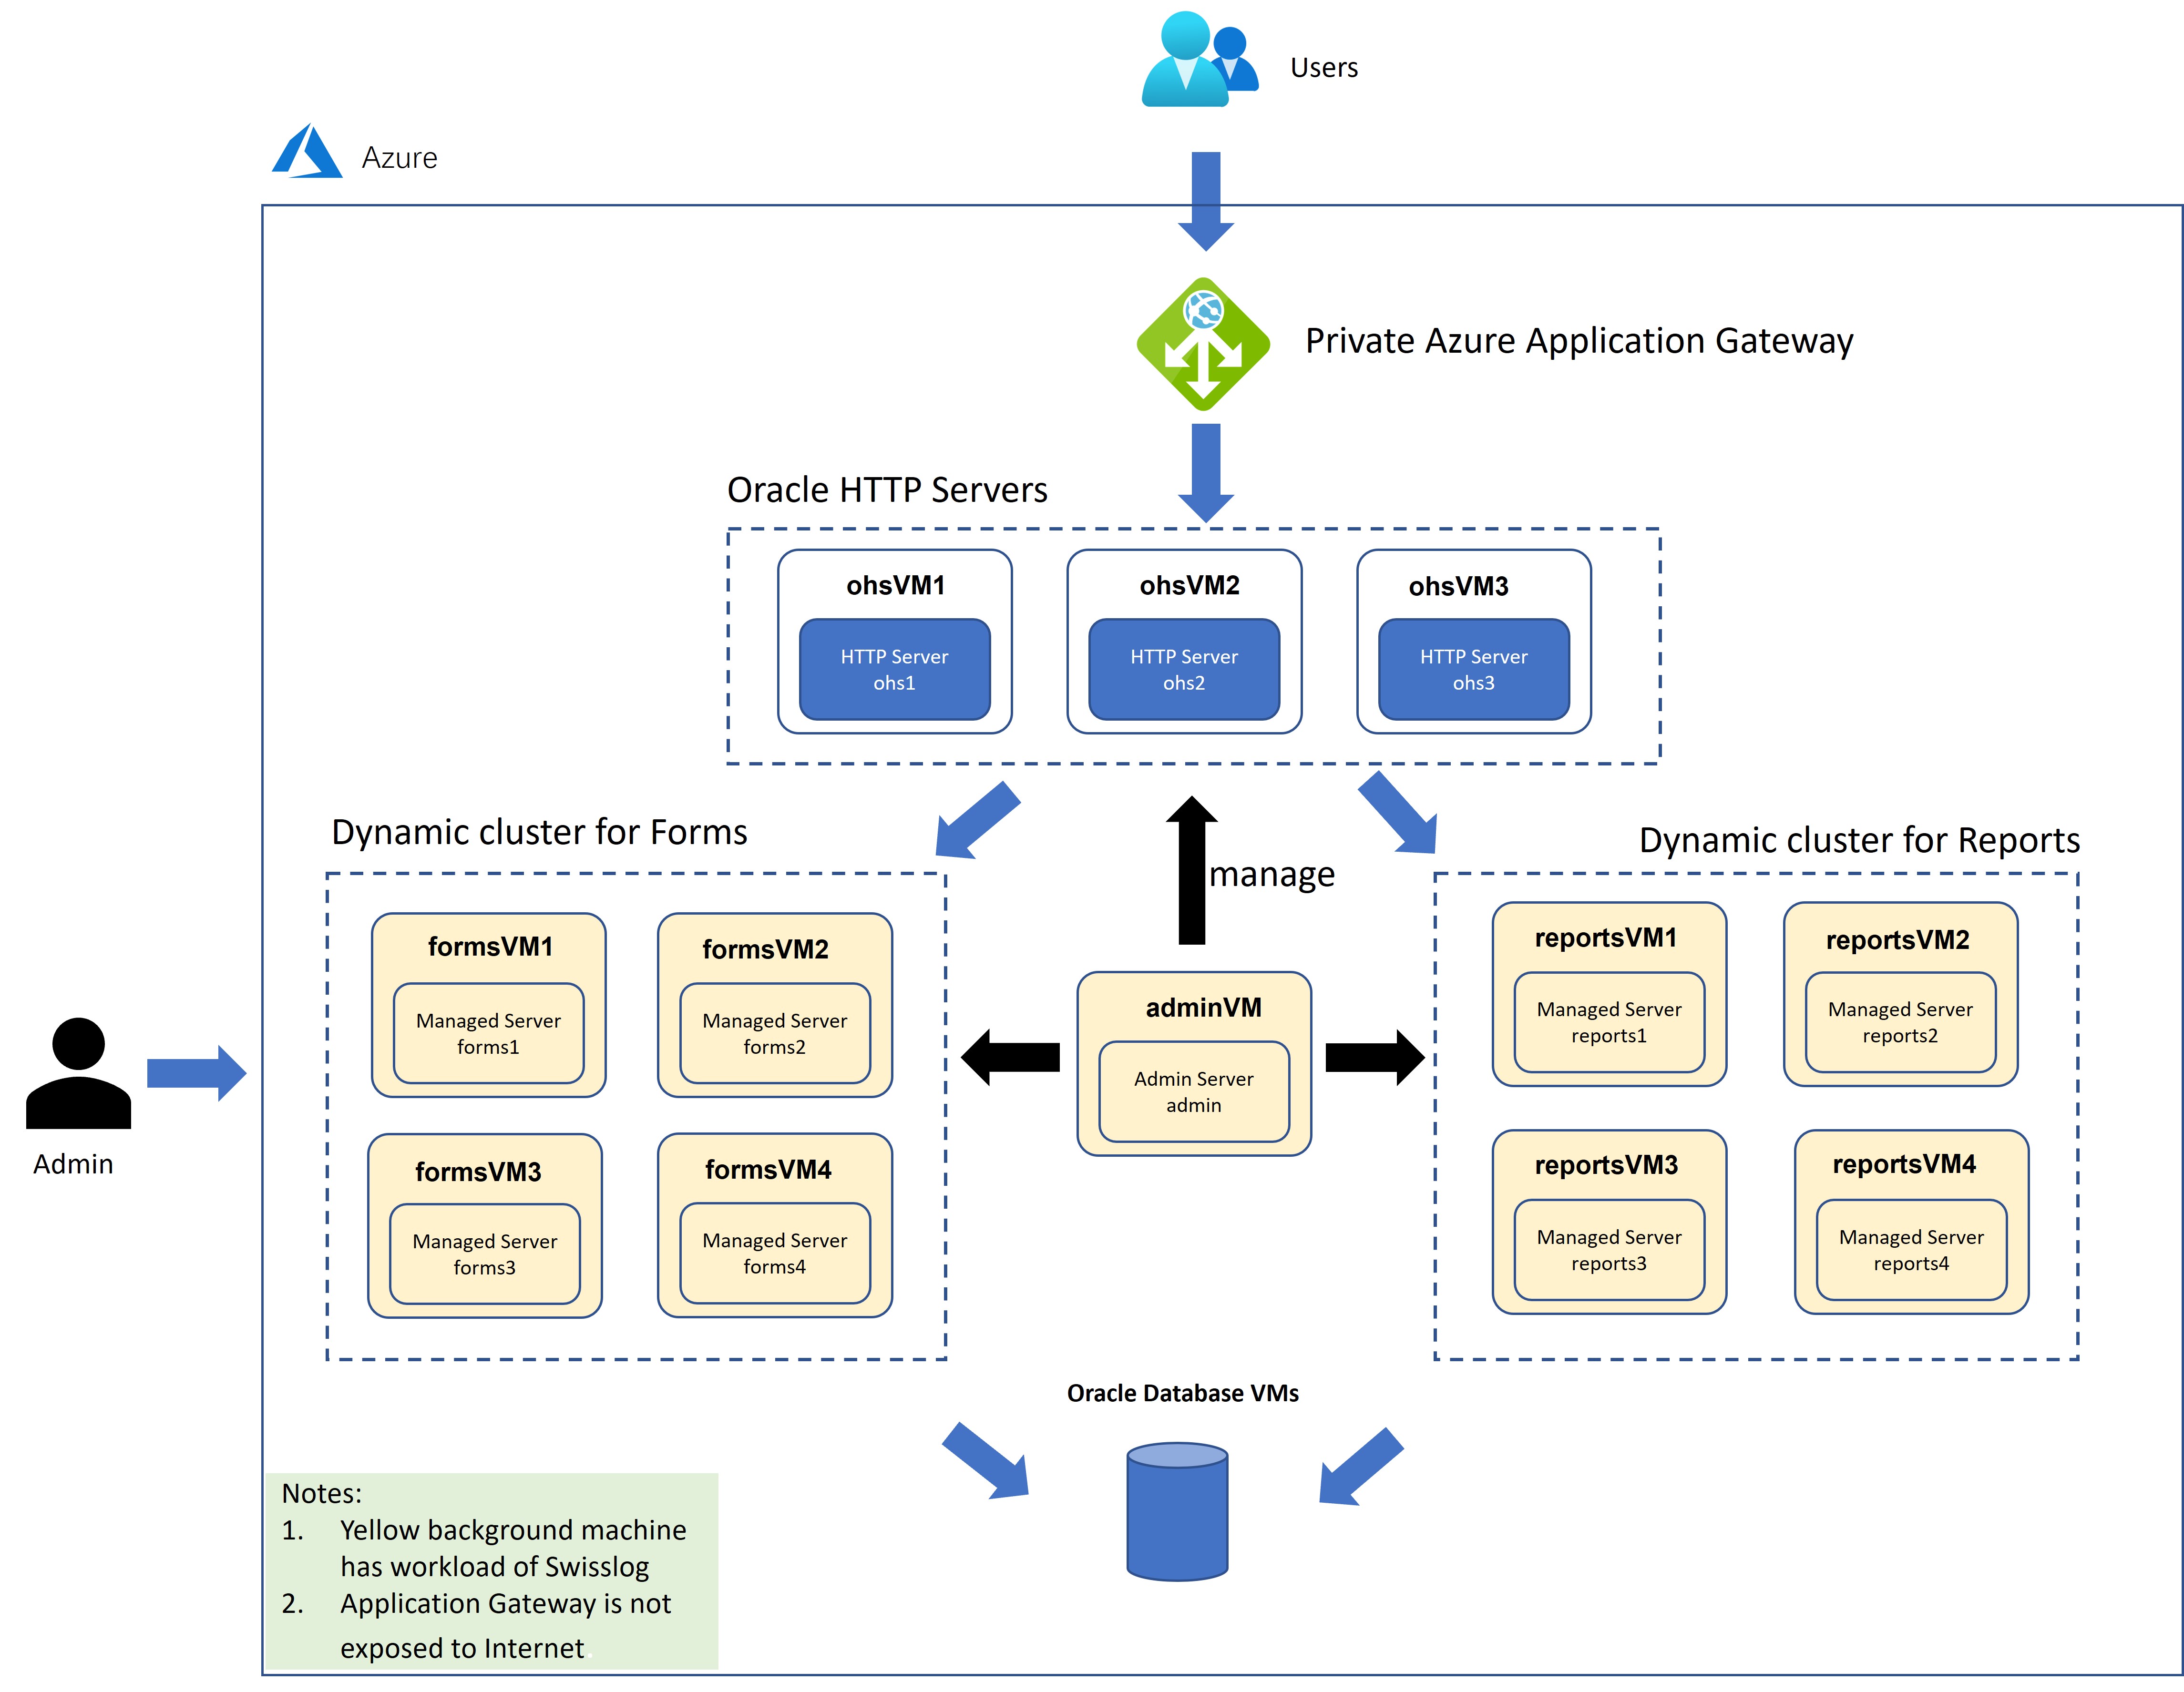 Users
Azure
Private Azure Application Gateway
Oracle HTTP Servers
ohsVM1
HTTP Server
ohs1
ohsVM2
HTTP Server
ohs2
ohsVM3
HTTP Server
ohs3
Dynamic cluster for Forms
manage
Dynamic cluster for Reports
formsVM1
Managed Server
forms1
formsVM2
Managed Server
forms2
formsVM3
Managed Server
forms3
formsVM4
Managed Server
forms4
adminVM
Admin Server
admin
reportsVM1
Managed Server
reports1
reportsVM2
Managed Server
reports2
reportsVM3
Managed Server
reports3
reportsVM4
Managed Server
reports4
Admin
Oracle Database VMs
Notes:
1. Yellow background machine
has workload of Swisslog
2. Application Gateway is not
exposed to Internet.